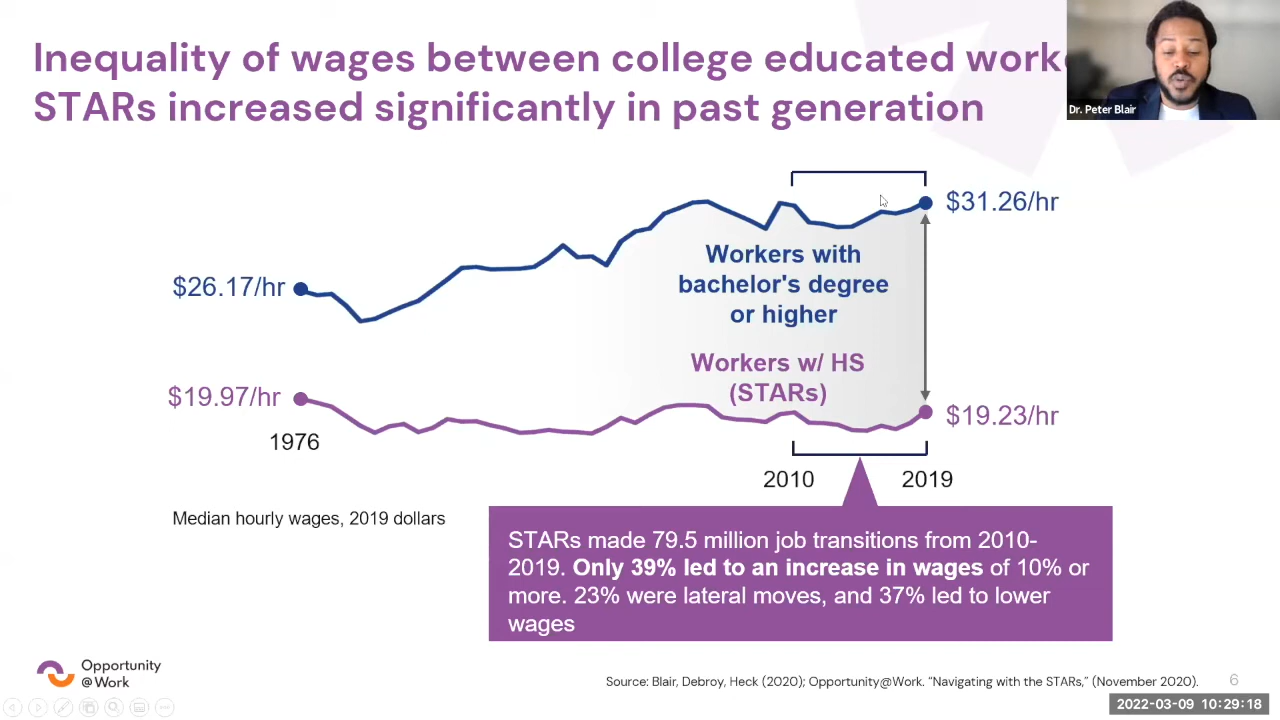 Inequality of wages between college educated
STARs increased significantly in past generation
Dr. Peter Blair
$31.26/hr
Workers with
bachelor's degree
or higher
$26.17/hr
Workers w/ HS
(STARs)
$19.97/hr
$19.23/hr
1976
2010
2019
Median hourly wages, 2019 dollars
STARs made 79.5 million job transitions from 2010-
2019. Only 39% led to an increase in wages of 10% or
more. 23% were lateral moves, and 37% led to lower
wages
Opportunity
@Work
Source: Blair, Debroy, Heck (2020); Opportunity@Work. “Navigating with the STARs,” (November 2020).
6
2022-03-09 10:29:18